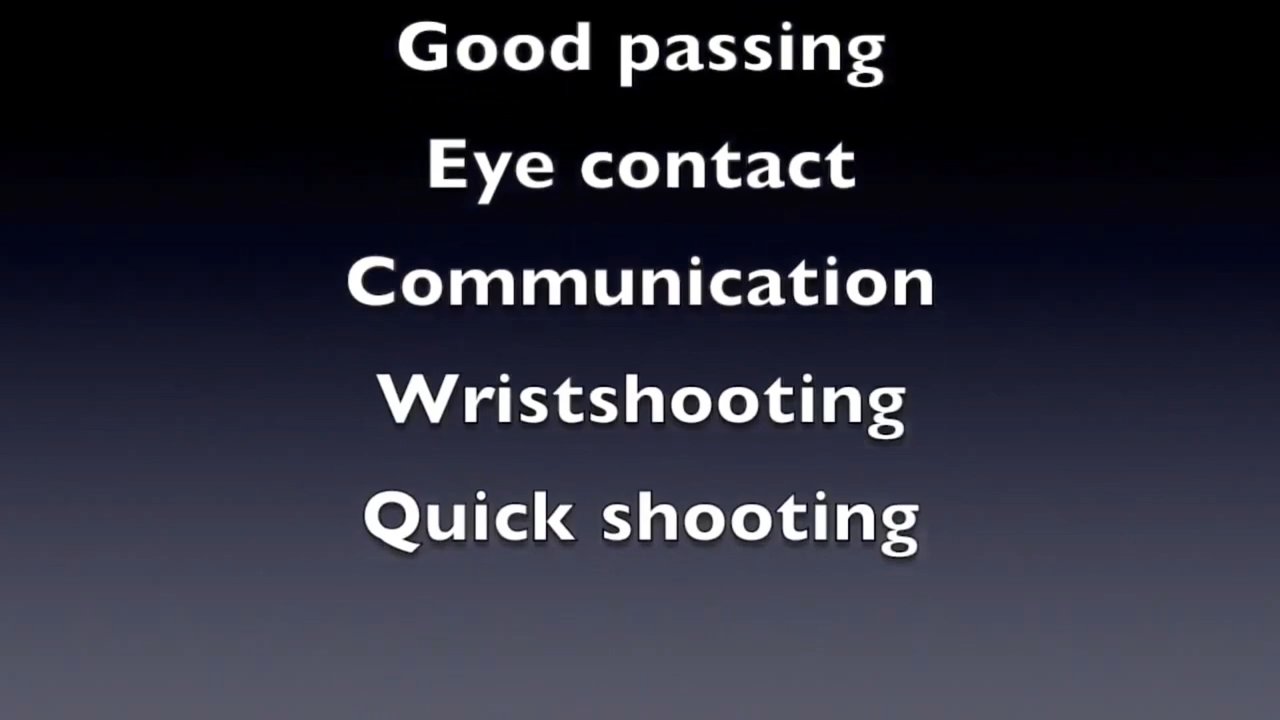 Good passing
Eye contact
Communication
Wristshooting
Quick shooting